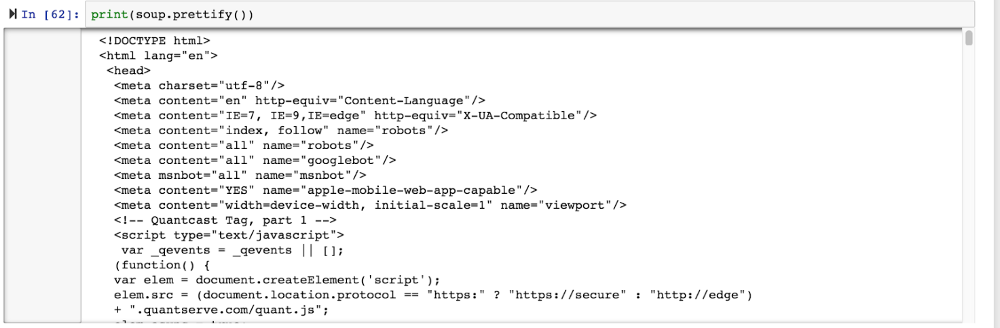 In [62]: print(soup.prettify())
<!DOCTYPE html>
<html lang="en">
<head>
<meta charset="utf-8"/>
<meta content="en" http-equiv="Content-Language"/>
<meta content="IE=7, IE=9,IE=edge" http-equiv="X-UA-Compatible"/>
<meta content="index, follow" name="robots"/>
<meta content="all" name="robots"/>
<meta content="all" name="googlebot"/>
<meta msnbot="all" name="msnbot"/>
<meta content="YES" name="apple-mobile-web-app-capable"/>
<meta content="width=device-width, initial-scale=1" name="viewport"/>
<!-- Quantcast Tag, part 1 -->
<script type="text/javascript">
var _qevents = _qevents || [];
(function() {
var elem = document.createElement('script');
elem.src = (document.location.protocol == "https:" ? "https://secure" : "http://edge")
+ ".quantserve.com/quant.js";